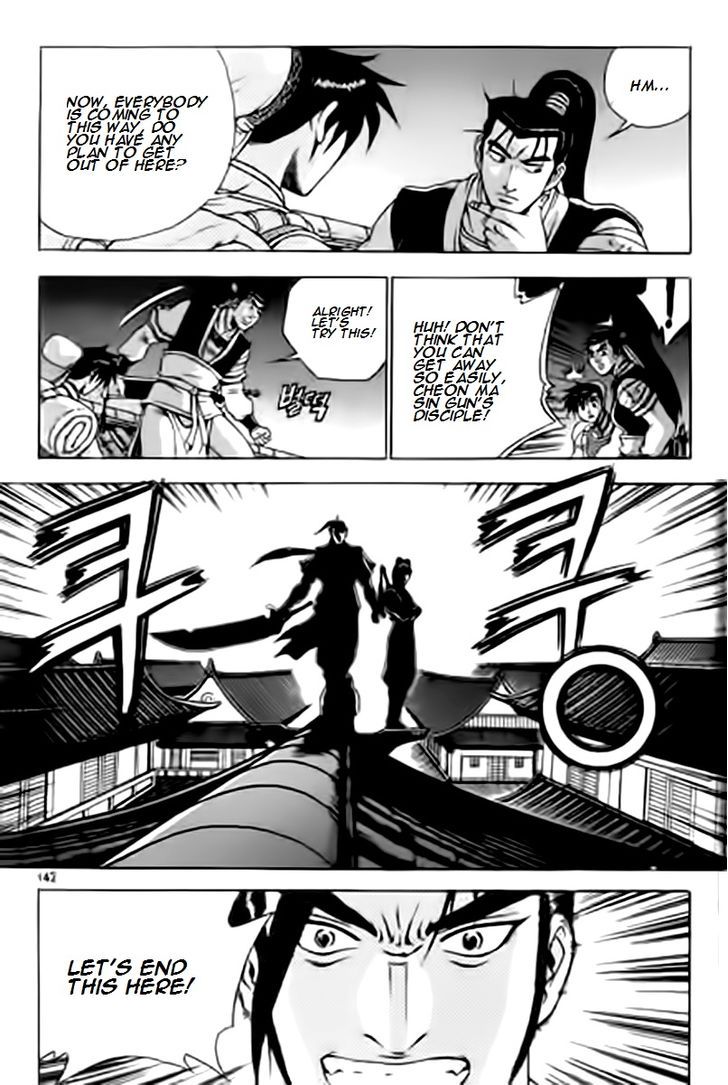 NOW, EVERYBODY
IS COMING TO
THIS WAY, DO
YOU HAVE ANY
PLAN TO GET
OUT OF HERE?
HM...
ALRIGHT!
LET'S
TRY THIS!
벌떡
HUH! DON'T
THINK THAT
YOU CAN
GET AWAY
SO EASILY,
CHEON MA
SIN GUN'S
DISCIPLE!
쿠쿵
142
LET'S END
THIS HERE!